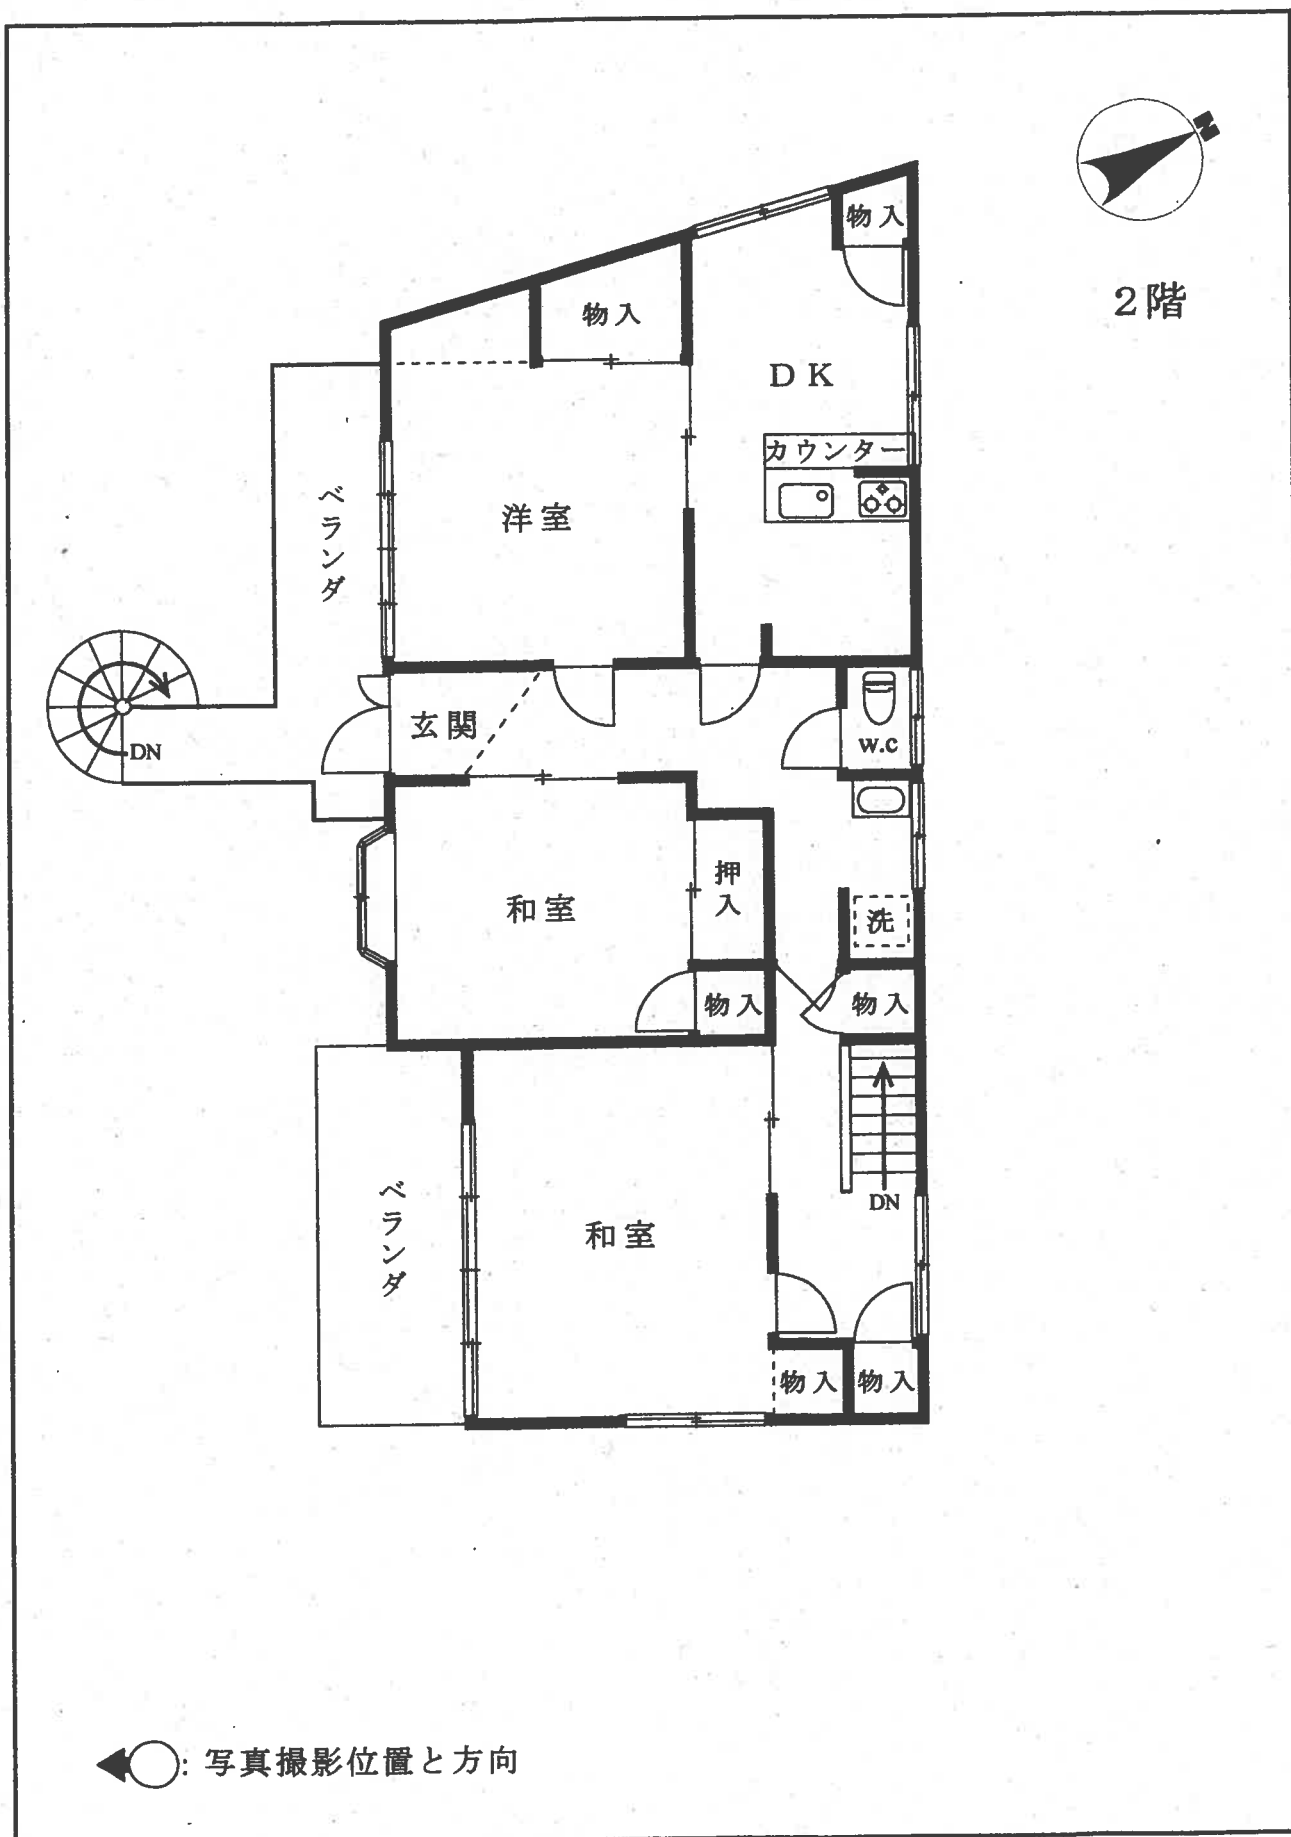 N
2階
物入
物入
DK
カウンター
洋室
ベランダ
玄関
DN
W.C
押入
和室
洗
物入
物入
DN
ベランダ
和室
物入
物入
:写真撮影位置と方向